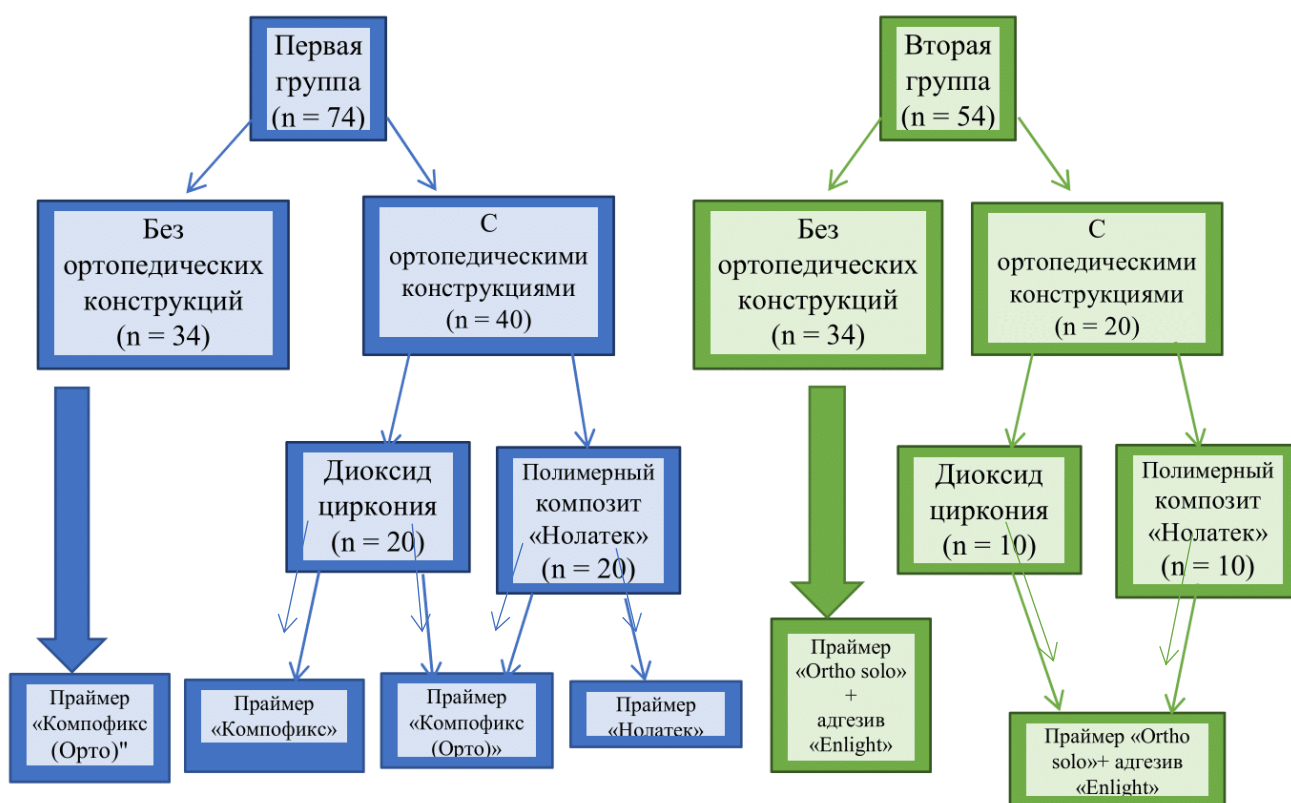 Первая
группа
(n = 74)
Вторая
группа
(n = 54)
Без
ортопедических
конструкций
(n = 34)
С
ортопедическими
конструкциями
(n = 40)
Без
ортопедических
конструкций
(n = 34)
С
ортопедическими
конструкциями
(n = 20)
Диоксид
циркония
(n = 20)
Полимерный
композит
«Нолатек»
(n = 20)
Диоксид
циркония
(n = 10)
Полимерный
композит
«Нолатек»
(n = 10)
Праймер
«Компофикс
(Орто)"
Праймер
«Компофикс»
Праймер
«Компофикс
(Орто)»
Праймер
«Нолатек»
Праймер
«Ortho solo»
+
адгезив
«Enlight»
Праймер «Ortho
solo»+ адгезив
«Enlight»